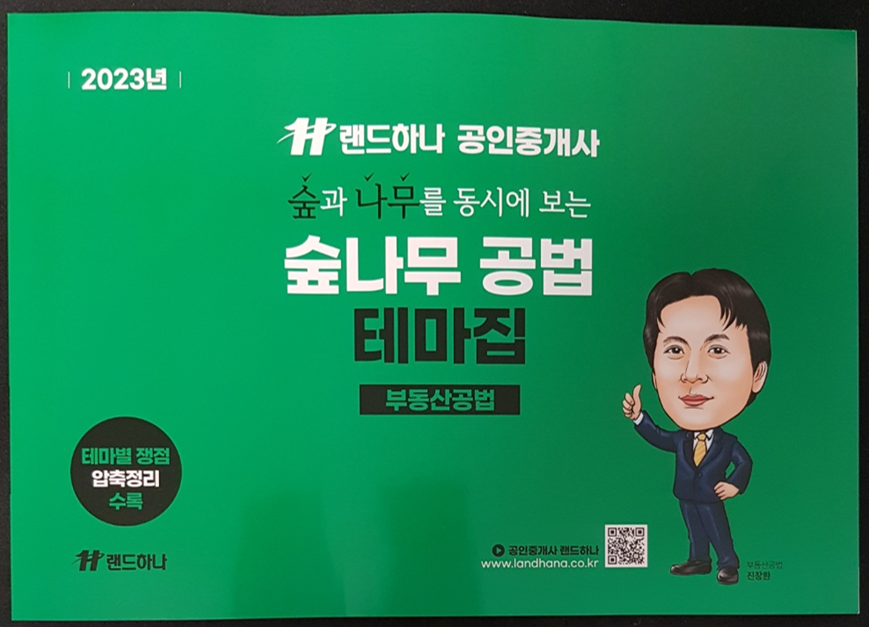 2023년
랜드하나 공인중개사
숲과 나무를 동시에 보는
숲나무 공법
테마집
부동산공법
테마별 쟁점
압축정리
수록
랜드하나
공인중개사 랜드하나
www.landhana.co.kr
부동산공법
진창환